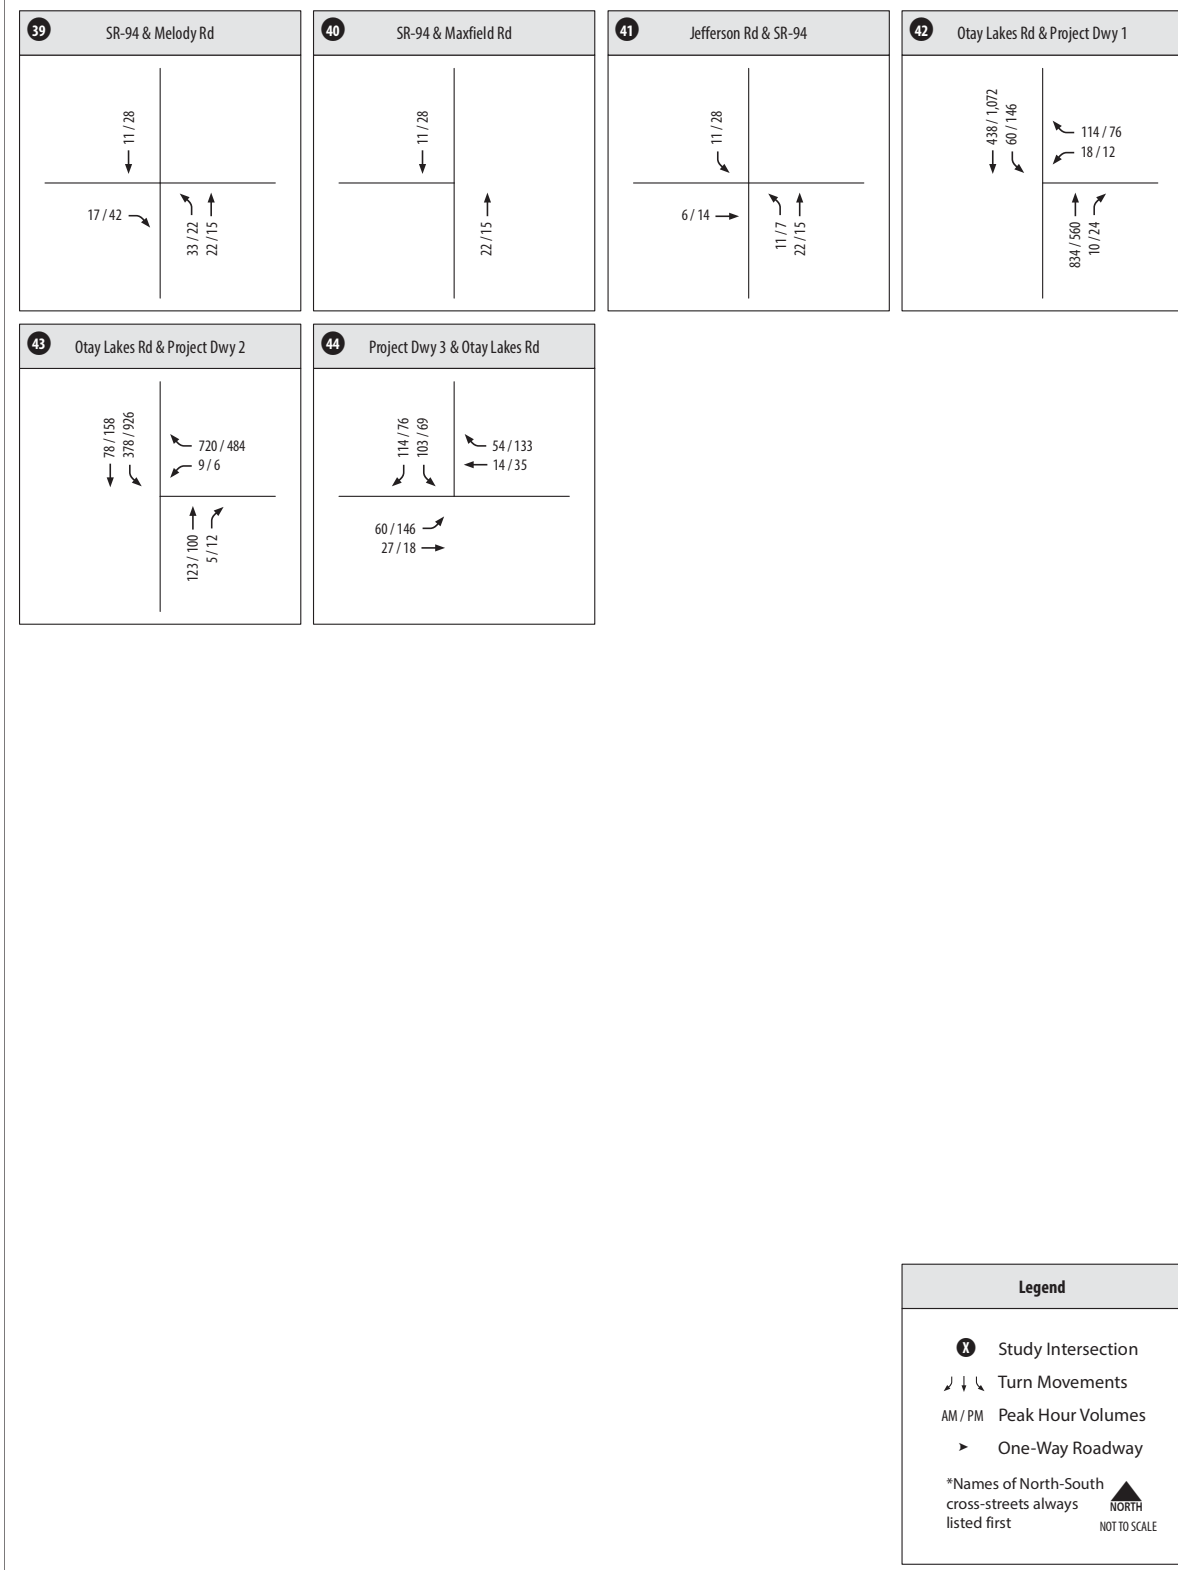 39 SR-94 & Melody Rd
11 / 28
17 / 42
33 / 22
22 / 15
40 SR-94 & Maxfield Rd
11 / 28
22 / 15
41 Jefferson Rd & SR-94
11 / 28
6 / 14
11 / 7
22 / 15
42 Otay Lakes Rd & Project Dwy 1
438 / 1,072
60 / 146
114 / 76
18 / 12
834 / 560
10 / 24
43 Otay Lakes Rd & Project Dwy 2
78 / 158
378 / 926
720 / 484
9 / 6
123 / 100
5 / 12
44 Project Dwy 3 & Otay Lakes Rd
114 / 76
103 / 69
54 / 133
14 / 35
60 / 146
27 / 18
Legend
X Study Intersection
Turn Movements
AM / PM Peak Hour Volumes
One-Way Roadway
*Names of North-South
cross-streets always
listed first
NORTH
NOT TO SCALE